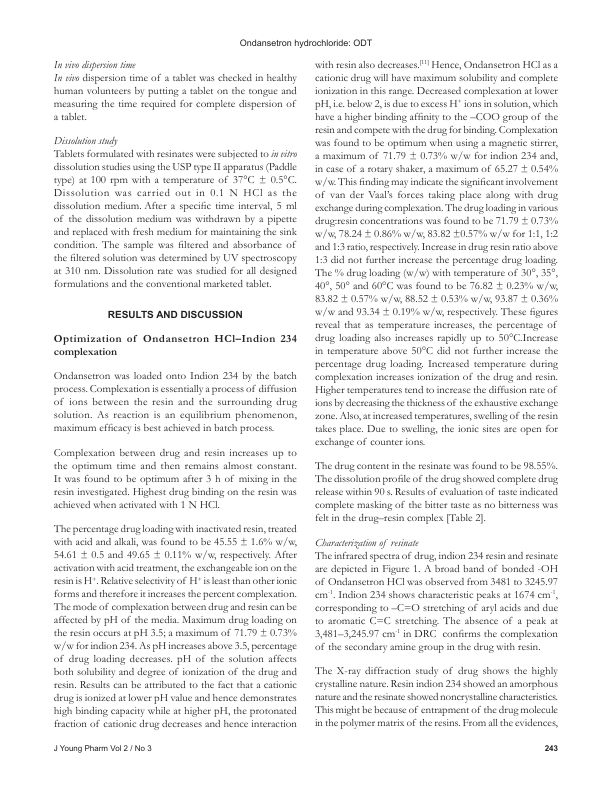 Ondansetron hydrochloride: ODT
In vivo dispersion time
In vivo dispersion time of a tablet was checked in healthy
human volunteers by putting a tablet on the tongue and
measuring the time required for complete dispersion of
a tablet.
Dissolution study
Tablets formulated with resinates were subjected to in vitro
dissolution studies using the USP type II apparatus (Paddle
type) at 100 rpm with a temperature of 37°C ± 0.5°C.
Dissolution was carried out in 0.1 N HCl as the
dissolution medium. After a specific time interval, 5 ml
of the dissolution medium was withdrawn by a pipette
and replaced with fresh medium for maintaining the sink
condition. The sample was filtered and absorbance of
the filtered solution was determined by UV spectroscopy
at 310 nm. Dissolution rate was studied for all designed
formulations and the conventional marketed tablet.
RESULTS AND DISCUSSION
Optimization of Ondansetron HCl–Indion 234
complexation
Ondansetron was loaded onto Indion 234 by the batch
process. Complexation is essentially a process of diffusion
of ions between the resin and the surrounding drug
solution. As reaction is an equilibrium phenomenon,
maximum efficacy is best achieved in batch process.
Complexation between drug and resin increases up to
the optimum time and then remains almost constant.
It was found to be optimum after 3 h of mixing in the
resin investigated. Highest drug binding on the resin was
achieved when activated with 1 N HCl.
The percentage drug loading with inactivated resin, treated
with acid and alkali, was found to be 45.55 ± 1.6% w/w,
54.61 ± 0.5 and 49.65 ± 0.11% w/w, respectively. After
activation with acid treatment, the exchangeable ion on the
resin is H⁺. Relative selectivity of H⁺ is least than other ionic
forms and therefore it increases the percent complexation.
The mode of complexation between drug and resin can be
affected by pH of the media. Maximum drug loading on
the resin occurs at pH 3.5; a maximum of 71.79 ± 0.73%
w/w for indion 234. As pH increases above 3.5, percentage
of drug loading decreases. pH of the solution affects
both solubility and degree of ionization of the drug and
resin. Results can be attributed to the fact that a cationic
drug is ionized at lower pH value and hence demonstrates
high binding capacity while at higher pH, the protonated
fraction of cationic drug decreases and hence interaction
with resin also decreases.[11] Hence, Ondansetron HCl as a
cationic drug will have maximum solubility and complete
ionization in this range. Decreased complexation at lower
pH, i.e. below 2, is due to excess H⁺ ions in solution, which
have a higher binding affinity to the –COO group of the
resin and compete with the drug for binding. Complexation
was found to be optimum when using a magnetic stirrer,
a maximum of 71.79 ± 0.73% w/w for indion 234 and,
in case of a rotary shaker, a maximum of 65.27 ± 0.54%
w/w. This finding may indicate the significant involvement
of van der Vaal's forces taking place along with drug
exchange during complexation. The drug loading in various
drug:resin concentrations was found to be 71.79 ± 0.73%
w/w, 78.24 ± 0.86% w/w, 83.82 ±0.57% w/w for 1:1, 1:2
and 1:3 ratio, respectively. Increase in drug resin ratio above
1:3 did not further increase the percentage drug loading.
The % drug loading (w/w) with temperature of 30°, 35°,
40°, 50° and 60°C was found to be 76.82 ± 0.23% w/w,
83.82 ± 0.57% w/w, 88.52 ± 0.53% w/w, 93.87 ± 0.36%
w/w and 93.34 ± 0.19% w/w, respectively. These figures
reveal that as temperature increases, the percentage of
drug loading also increases rapidly up to 50°C.Increase
in temperature above 50°C did not further increase the
percentage drug loading. Increased temperature during
complexation increases ionization of the drug and resin.
Higher temperatures tend to increase the diffusion rate of
ions by decreasing the thickness of the exhaustive exchange
zone. Also, at increased temperatures, swelling of the resin
takes place. Due to swelling, the ionic sites are open for
exchange of counter ions.
The drug content in the resinate was found to be 98.55%.
The dissolution profile of the drug showed complete drug
release within 90 s. Results of evaluation of taste indicated
complete masking of the bitter taste as no bitterness was
felt in the drug–resin complex [Table 2].
Characterization of resinate
The infrared spectra of drug, indion 234 resin and resinate
are depicted in Figure 1. A broad band of bonded -OH
of Ondansetron HCl was observed from 3481 to 3245.97
cm⁻¹. Indion 234 shows characteristic peaks at 1674 cm⁻¹,
corresponding to –C=O stretching of aryl acids and due
to aromatic C=C stretching. The absence of a peak at
3,481–3,245.97 cm⁻¹ in DRC confirms the complexation
of the secondary amine group in the drug with resin.
The X-ray diffraction study of drug shows the highly
crystalline nature. Resin indion 234 showed an amorphous
nature and the resinate showed noncrystalline characteristics.
This might be because of entrapment of the drug molecule
in the polymer matrix of the resins. From all the evidences,
J Young Pharm Vol 2 / No 3
243